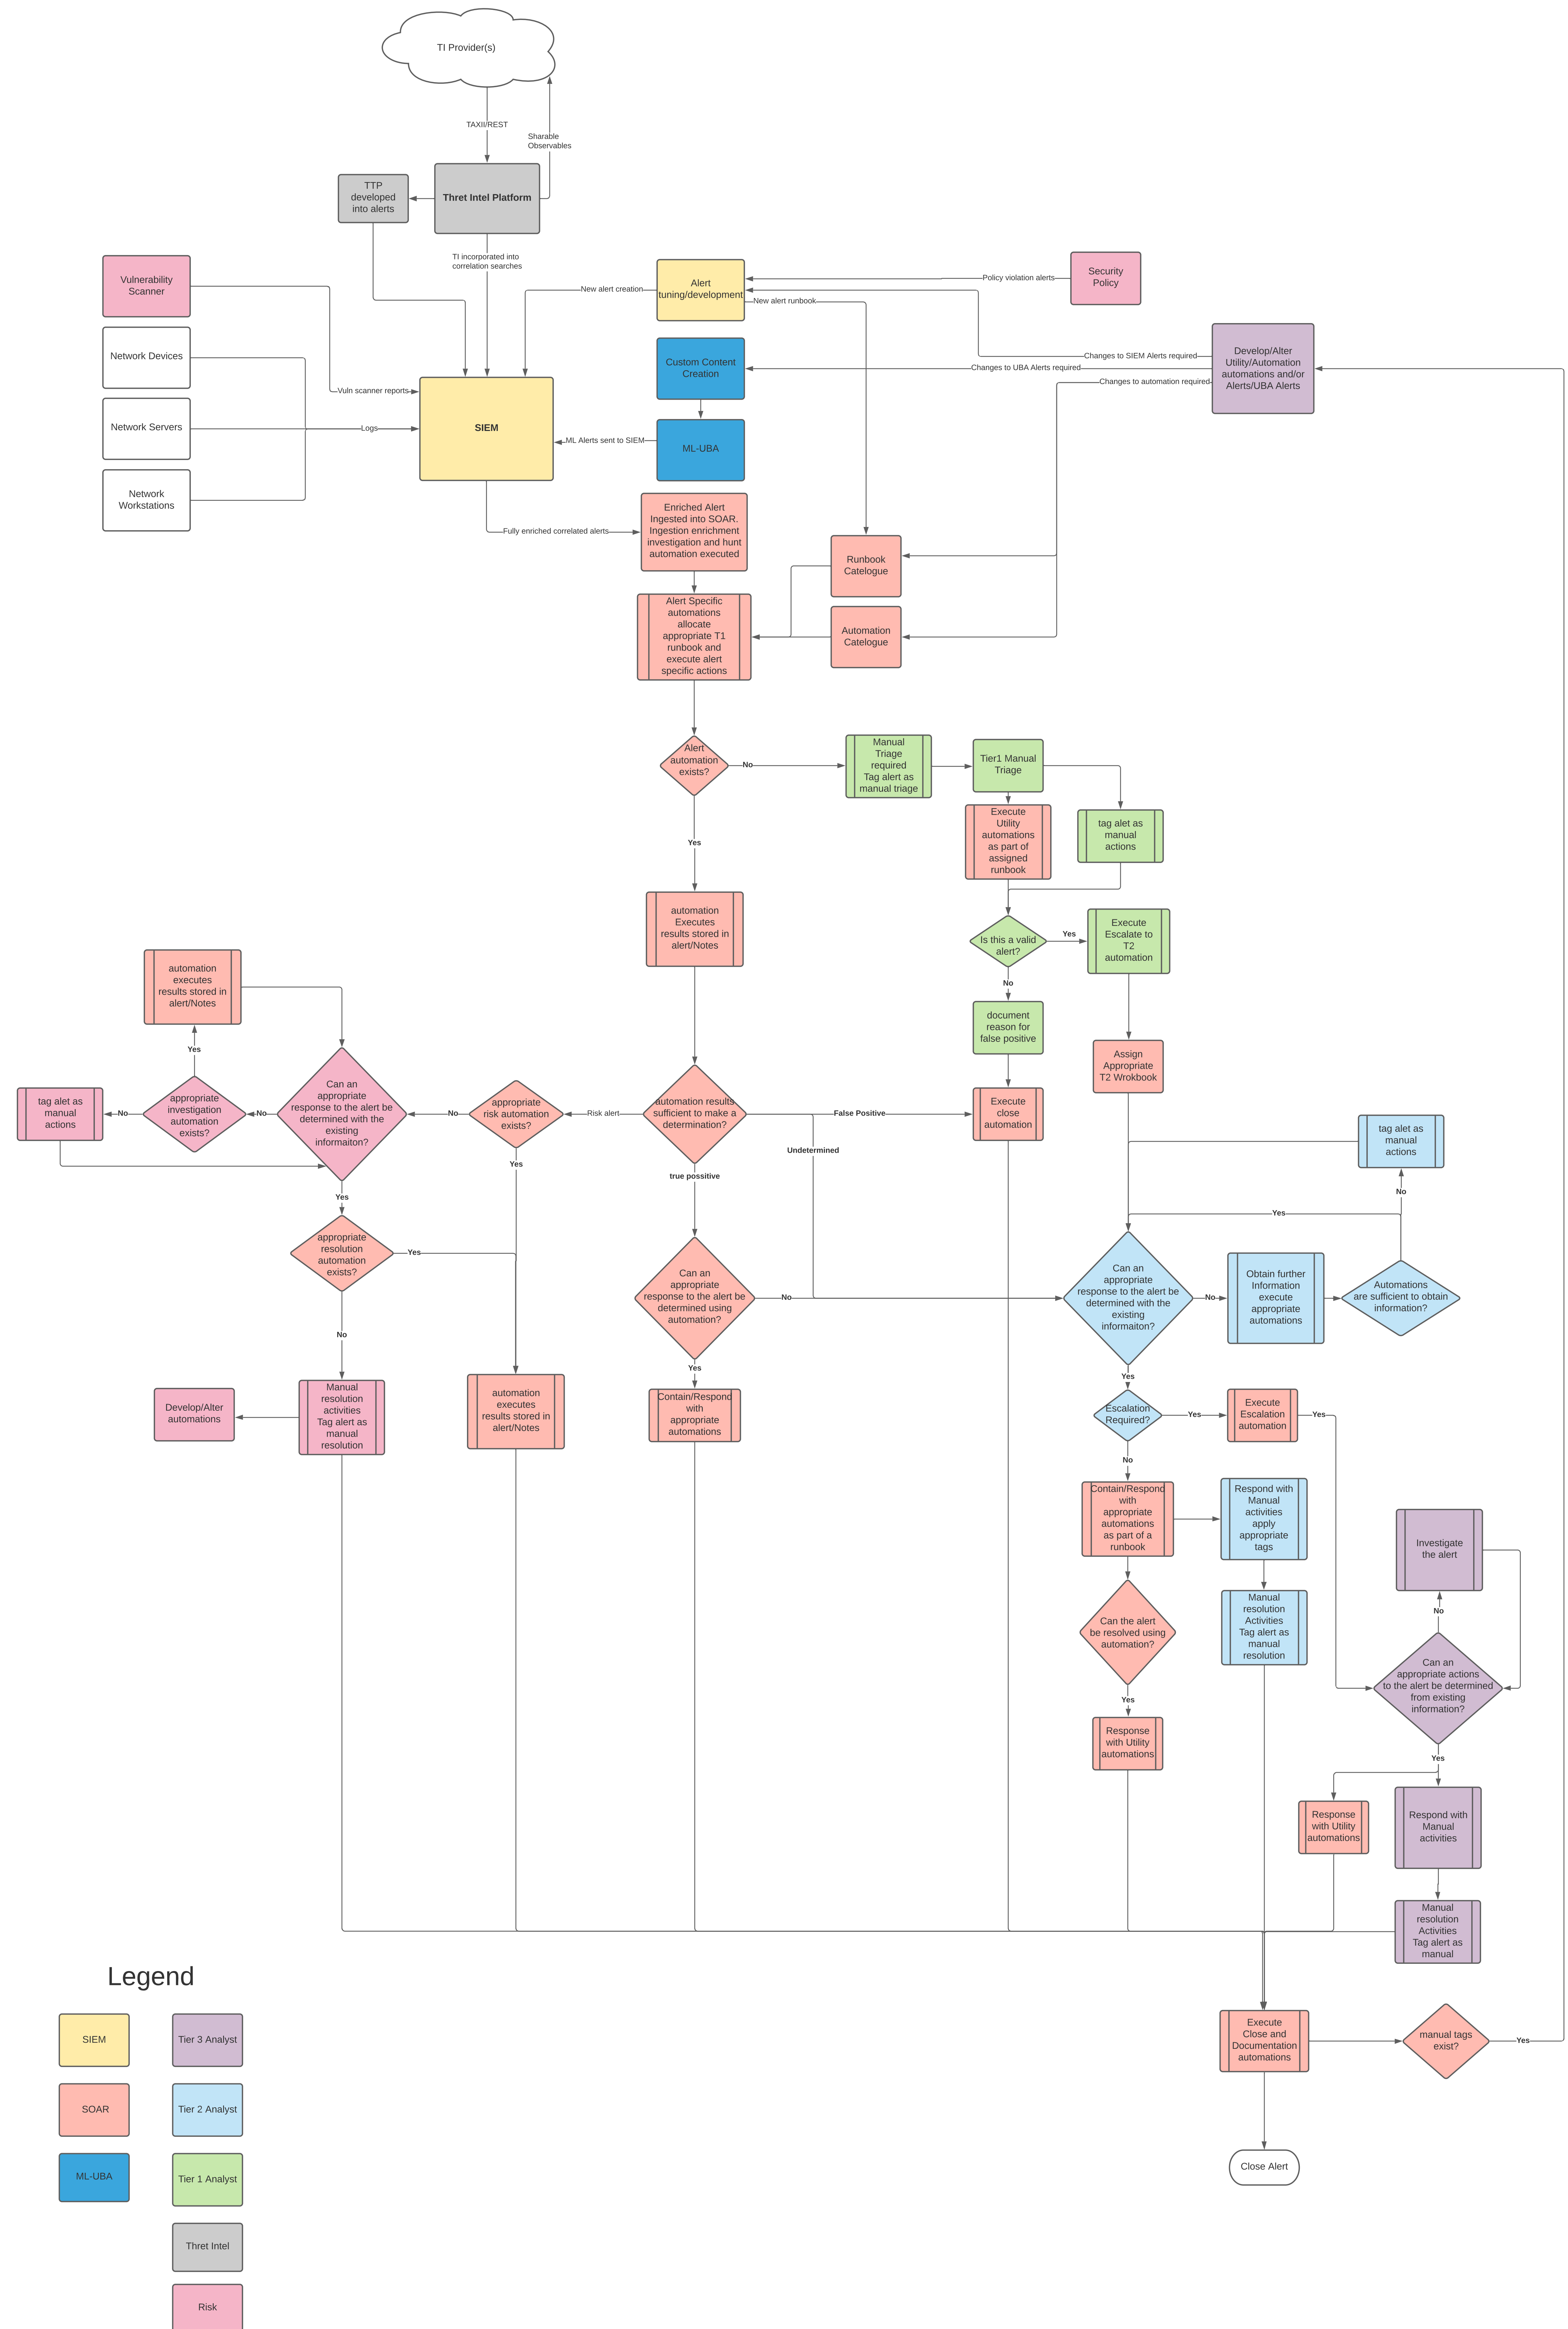 TI Provider(s)
TAXII/REST
Sharable
Observables
TTP
developed
into alerts
Thret Intel Platform
TI incorporated into
correlation searches
Vulnerability
Scanner
Network Devices
Network Servers
Network
Workstations
Vuln scanner reports
Logs
SIEM
New alert creation
Alert
tuning/development
New alert runbook
Policy violation alerts
Security
Policy
Custom Content
Creation
ML-UBA
ML Alerts sent to SIEM
Changes to SIEM Alerts required
Changes to UBA Alerts required
Changes to automation required
Develop/Alter
Utility/Automation
automations and/or
Alerts/UBA Alerts
Fully enriched correlated alerts
Enriched Alert
Ingested into SOAR.
Ingestion enrichment
investigation and hunt
automation executed
Runbook
Catelogue
Automation
Catelogue
Alert Specific
automations
allocate
appropriate T1
runbook and
execute alert
specific actions
Alert
automation
exists?
No
Manual
Triage
required
Tag alert as
manual triage
Tier1 Manual
Triage
Execute
Utility
automations
as part of
assigned
runbook
tag alet as
manual
actions
Yes
automation
Executes
results stored in
alert/Notes
Is this a valid
alert?
Yes
Execute
Escalate to
T2
automation
No
document
reason for
false positive
Assign
Appropriate
T2 Wrokbook
automation
executes
results stored in
alert/Notes
Yes
tag alet as
manual
actions
No
appropriate
investigation
automation
exists?
No
Can an
appropriate
response to the alert be
determined with the
existing
informaiton?
No
appropriate
risk automation
exists?
Risk alert
automation results
sufficient to make a
determination?
False Positive
Execute
close
automation
Undetermined
true possitive
Yes
Yes
appropriate
resolution
automation
exists?
Yes
No
Can an
appropriate
response to the alert be
determined using
automation?
No
tag alet as
manual
actions
No
Yes
Can an
appropriate
response to the alert be
determined with the
existing
informaiton?
No
Obtain further
Information
execute
appropriate
automations
Automations
are sufficient to obtain
information?
Yes
Yes
Develop/Alter
automations
Manual
resolution
activities
Tag alert as
manual
resolution
automation
executes
results stored in
alert/Notes
Contain/Respond
with
appropriate
automations
Escalation
Required?
Yes
Execute
Escalation
automation
Yes
No
Contain/Respond
with
appropriate
automations
as part of a
runbook
Respond with
Manual
activities
apply
appropriate
tags
Investigate
the alert
Manual
resolution
Activities
Tag alert as
manual
resolution
Can the alert
be resolved using
automation?
No
Can an
appropriate actions
to the alert be determined
from existing
information?
Yes
Response
with Utility
automations
Yes
Response
with Utility
automations
Respond with
Manual
activities
Manual
resolution
Activities
Tag alert as
manual
Execute
Close and
Documentation
automations
manual tags
exist?
Yes
Close Alert
Legend
SIEM
Tier 3 Analyst
SOAR
Tier 2 Analyst
ML-UBA
Tier 1 Analyst
Thret Intel
Risk